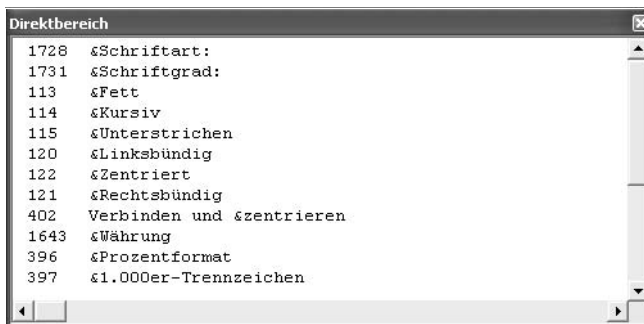 Direktbereich
1728 &Schriftart:
1731 &Schriftgrad:
113 &Fett
114 &Kursiv
115 &Unterstrichen
120 &Linksbündig
122 &Zentriert
121 &Rechtsbündig
402 Verbinden und &zentrieren
1643 &Währung
396 &Prozentformat
397 &1.000er-Trennzeichen